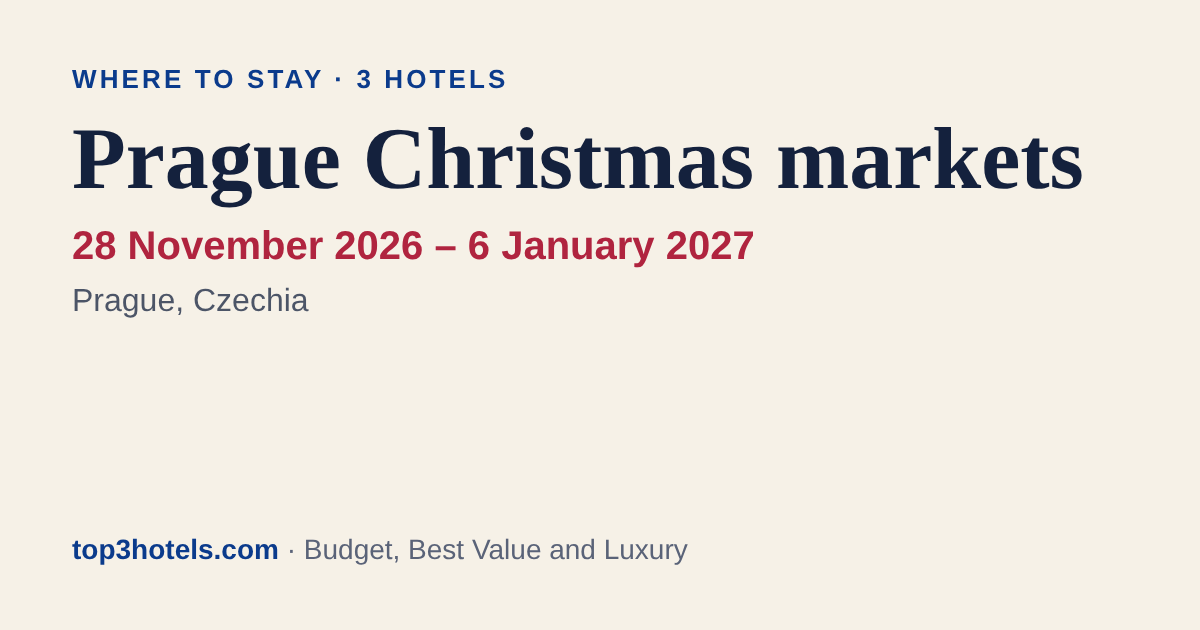 WHERE TO STAY · 3 HOTELS
Prague Christmas markets
28 November 2026 – 6 January 2027
Prague, Czechia
top3hotels.com · Budget, Best Value and Luxury